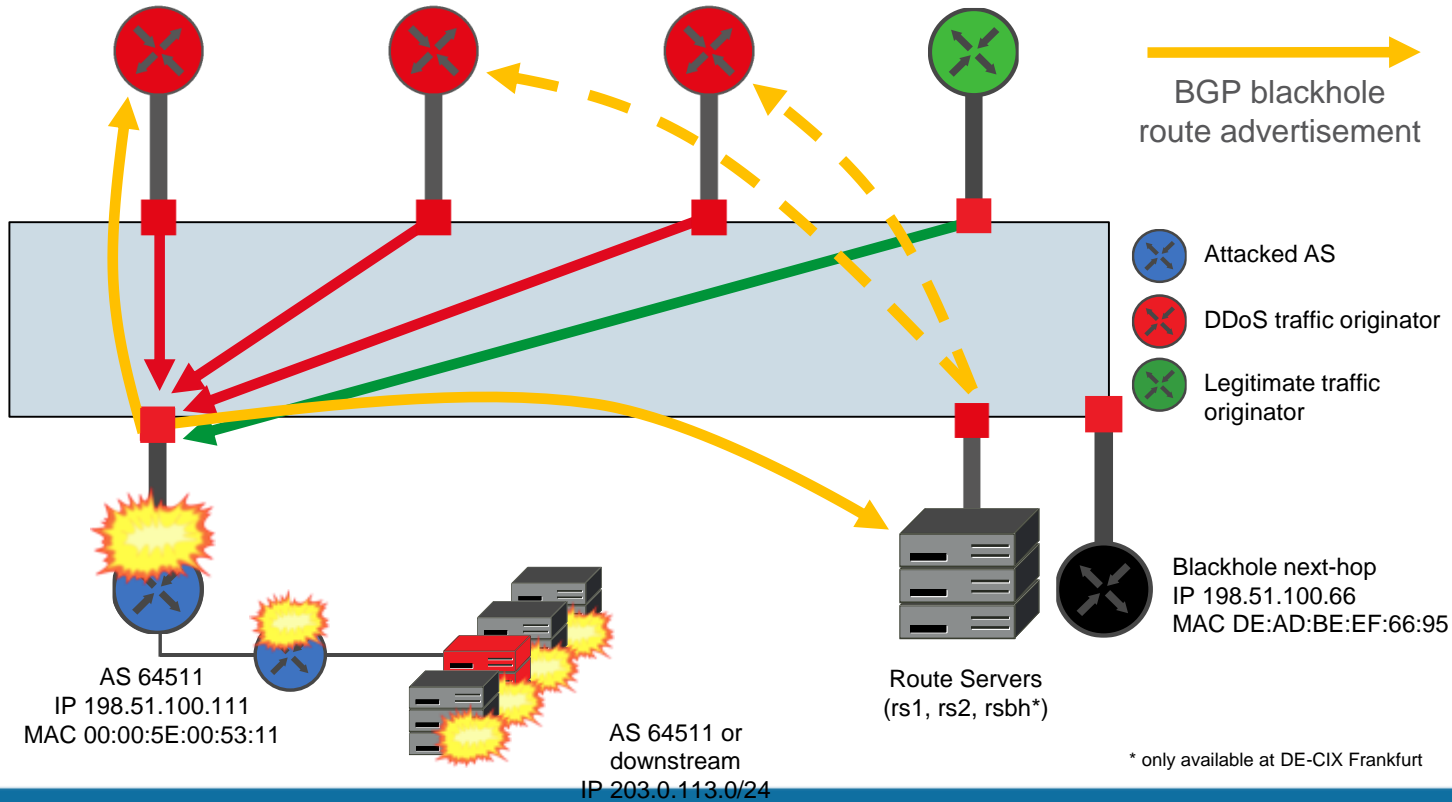 BGP blackhole
route advertisement
Attacked AS
DDoS traffic originator
Legitimate traffic
originator
Blackhole next-hop
IP 198.51.100.66
MAC DE:AD:BE:EF:66:95
AS 64511
IP 198.51.100.111
MAC 00:00:5E:00:53:11
Route Servers
(rs1, rs2, rsbh*)
AS 64511 or
downstream
IP 203.0.113.0/24
* only available at DE-CIX Frankfurt